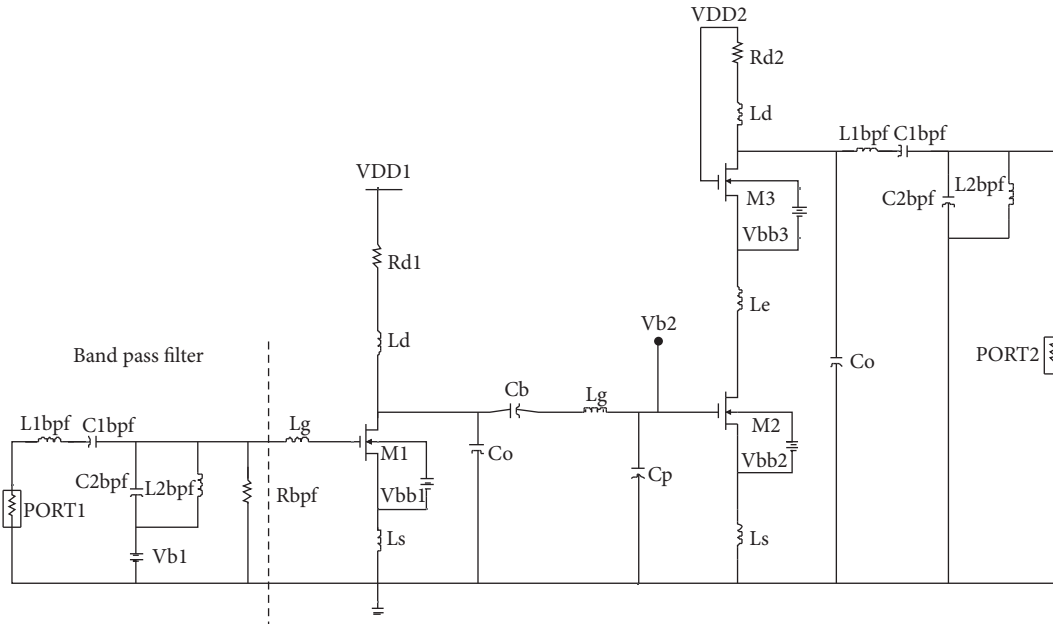 VDD2
Rd2
Ld
L1bpf C1bpf
VDD1
C2bpf
L2bpf
M3
Vbb3
Rd1
Le
Vb2
Ld
Band pass filter
PORT2
Co
Cb
Lg
L1bpf C1bpf
Lg
M2
M1
Co
Vbb2
Cp
C2bpf
L2bpf
Rbpf
Vbb1
PORT1
Ls
Ls
Vb1